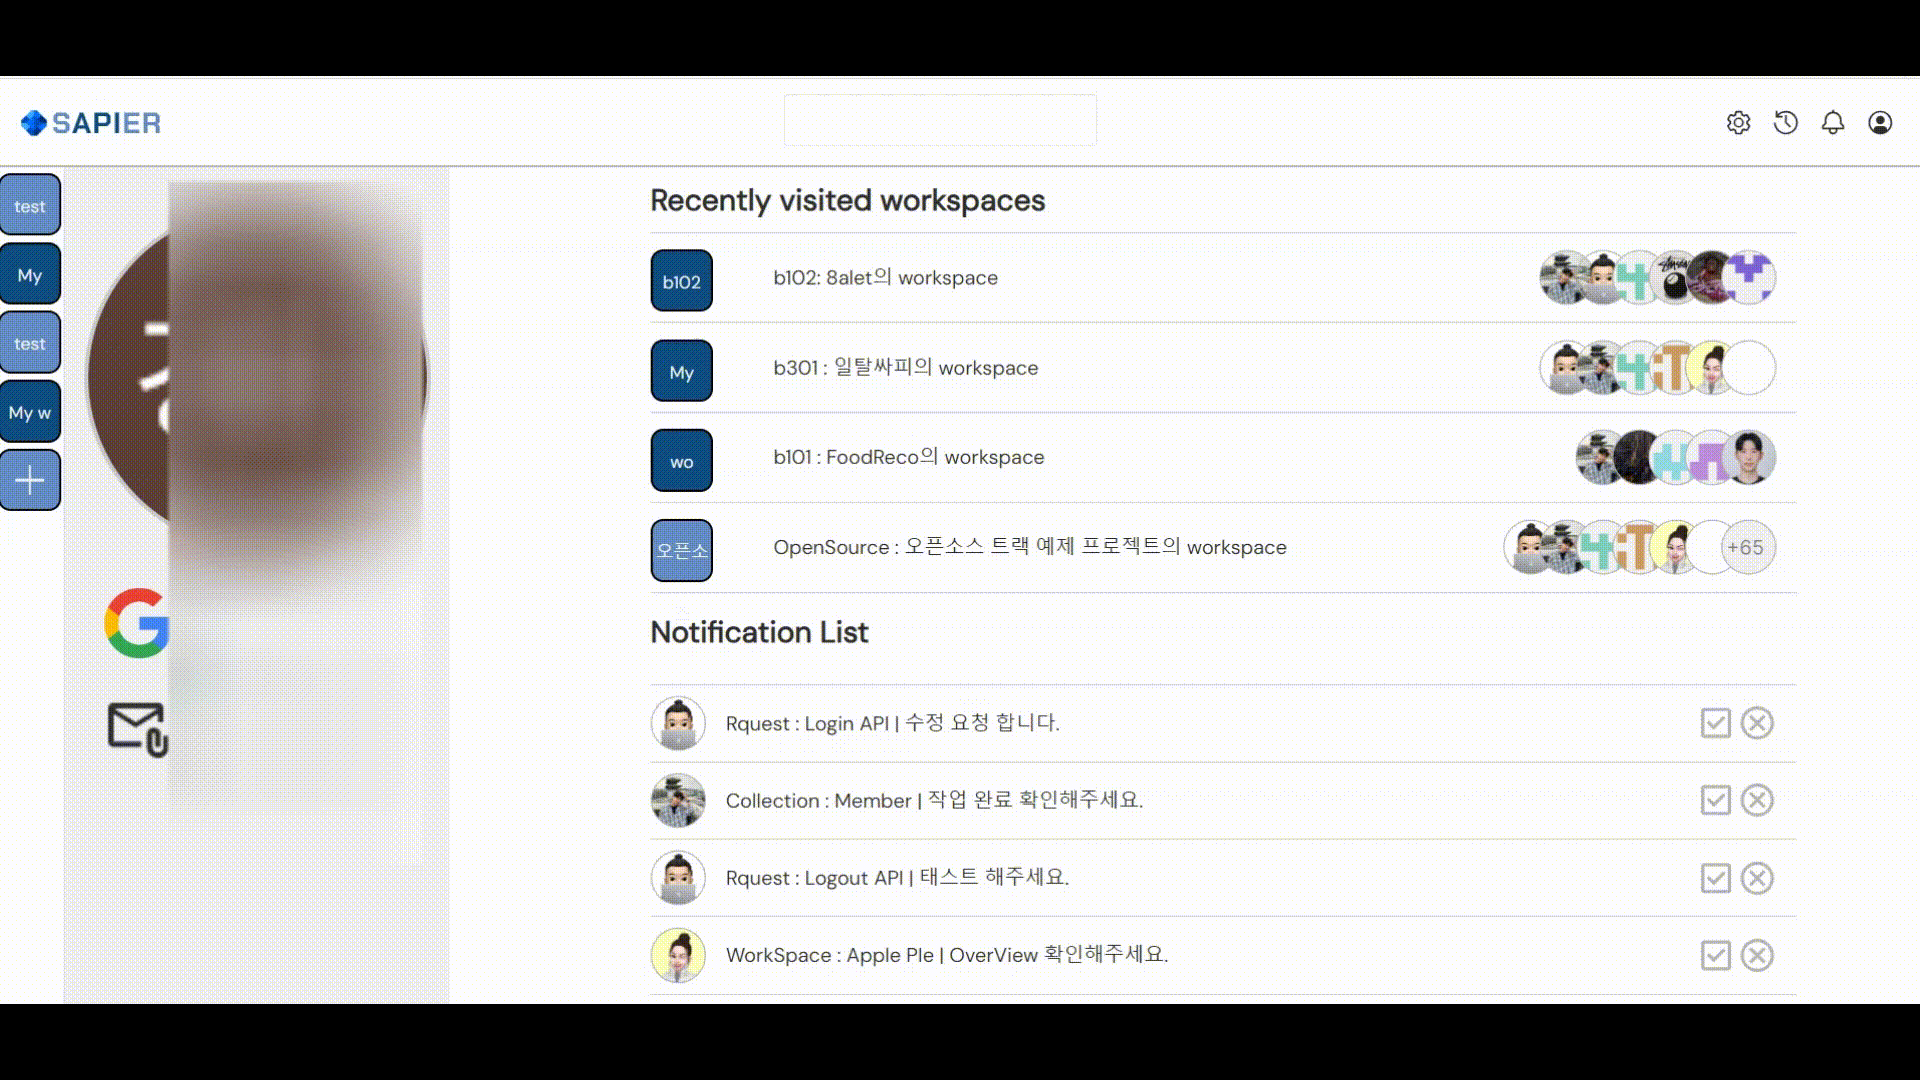 SAPIER
test
My
test
My w
Recently visited workspaces
b102
b102: 8alet의 workspace
My
b301 : 일탈싸피의 workspace
wo
b101 : FoodReco의 workspace
오픈소
OpenSource : 오픈소스 트랙 예제 프로젝트의 workspace
+65
Notification List
Rquest : Login API | 수정 요청 합니다.
Collection : Member | 작업 완료 확인해주세요.
Rquest : Logout API | 태스트 해주세요.
WorkSpace : Apple PIe | OverView 확인해주세요.